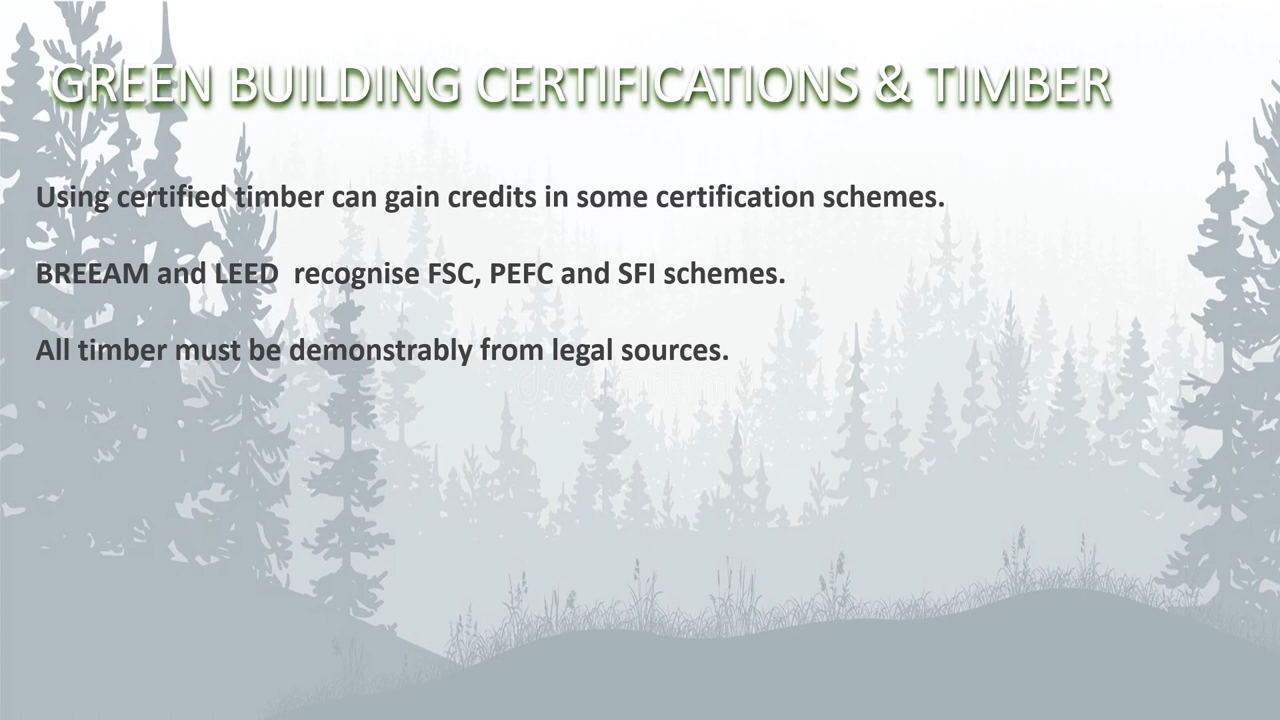 GREEN BUILDING CERTIFICATIONS & TIMBER
Using certified timber can gain credits in some certification schemes.
BREEAM and LEED  recognise FSC, PEFC and SFI schemes.
All timber must be demonstrably from legal sources.